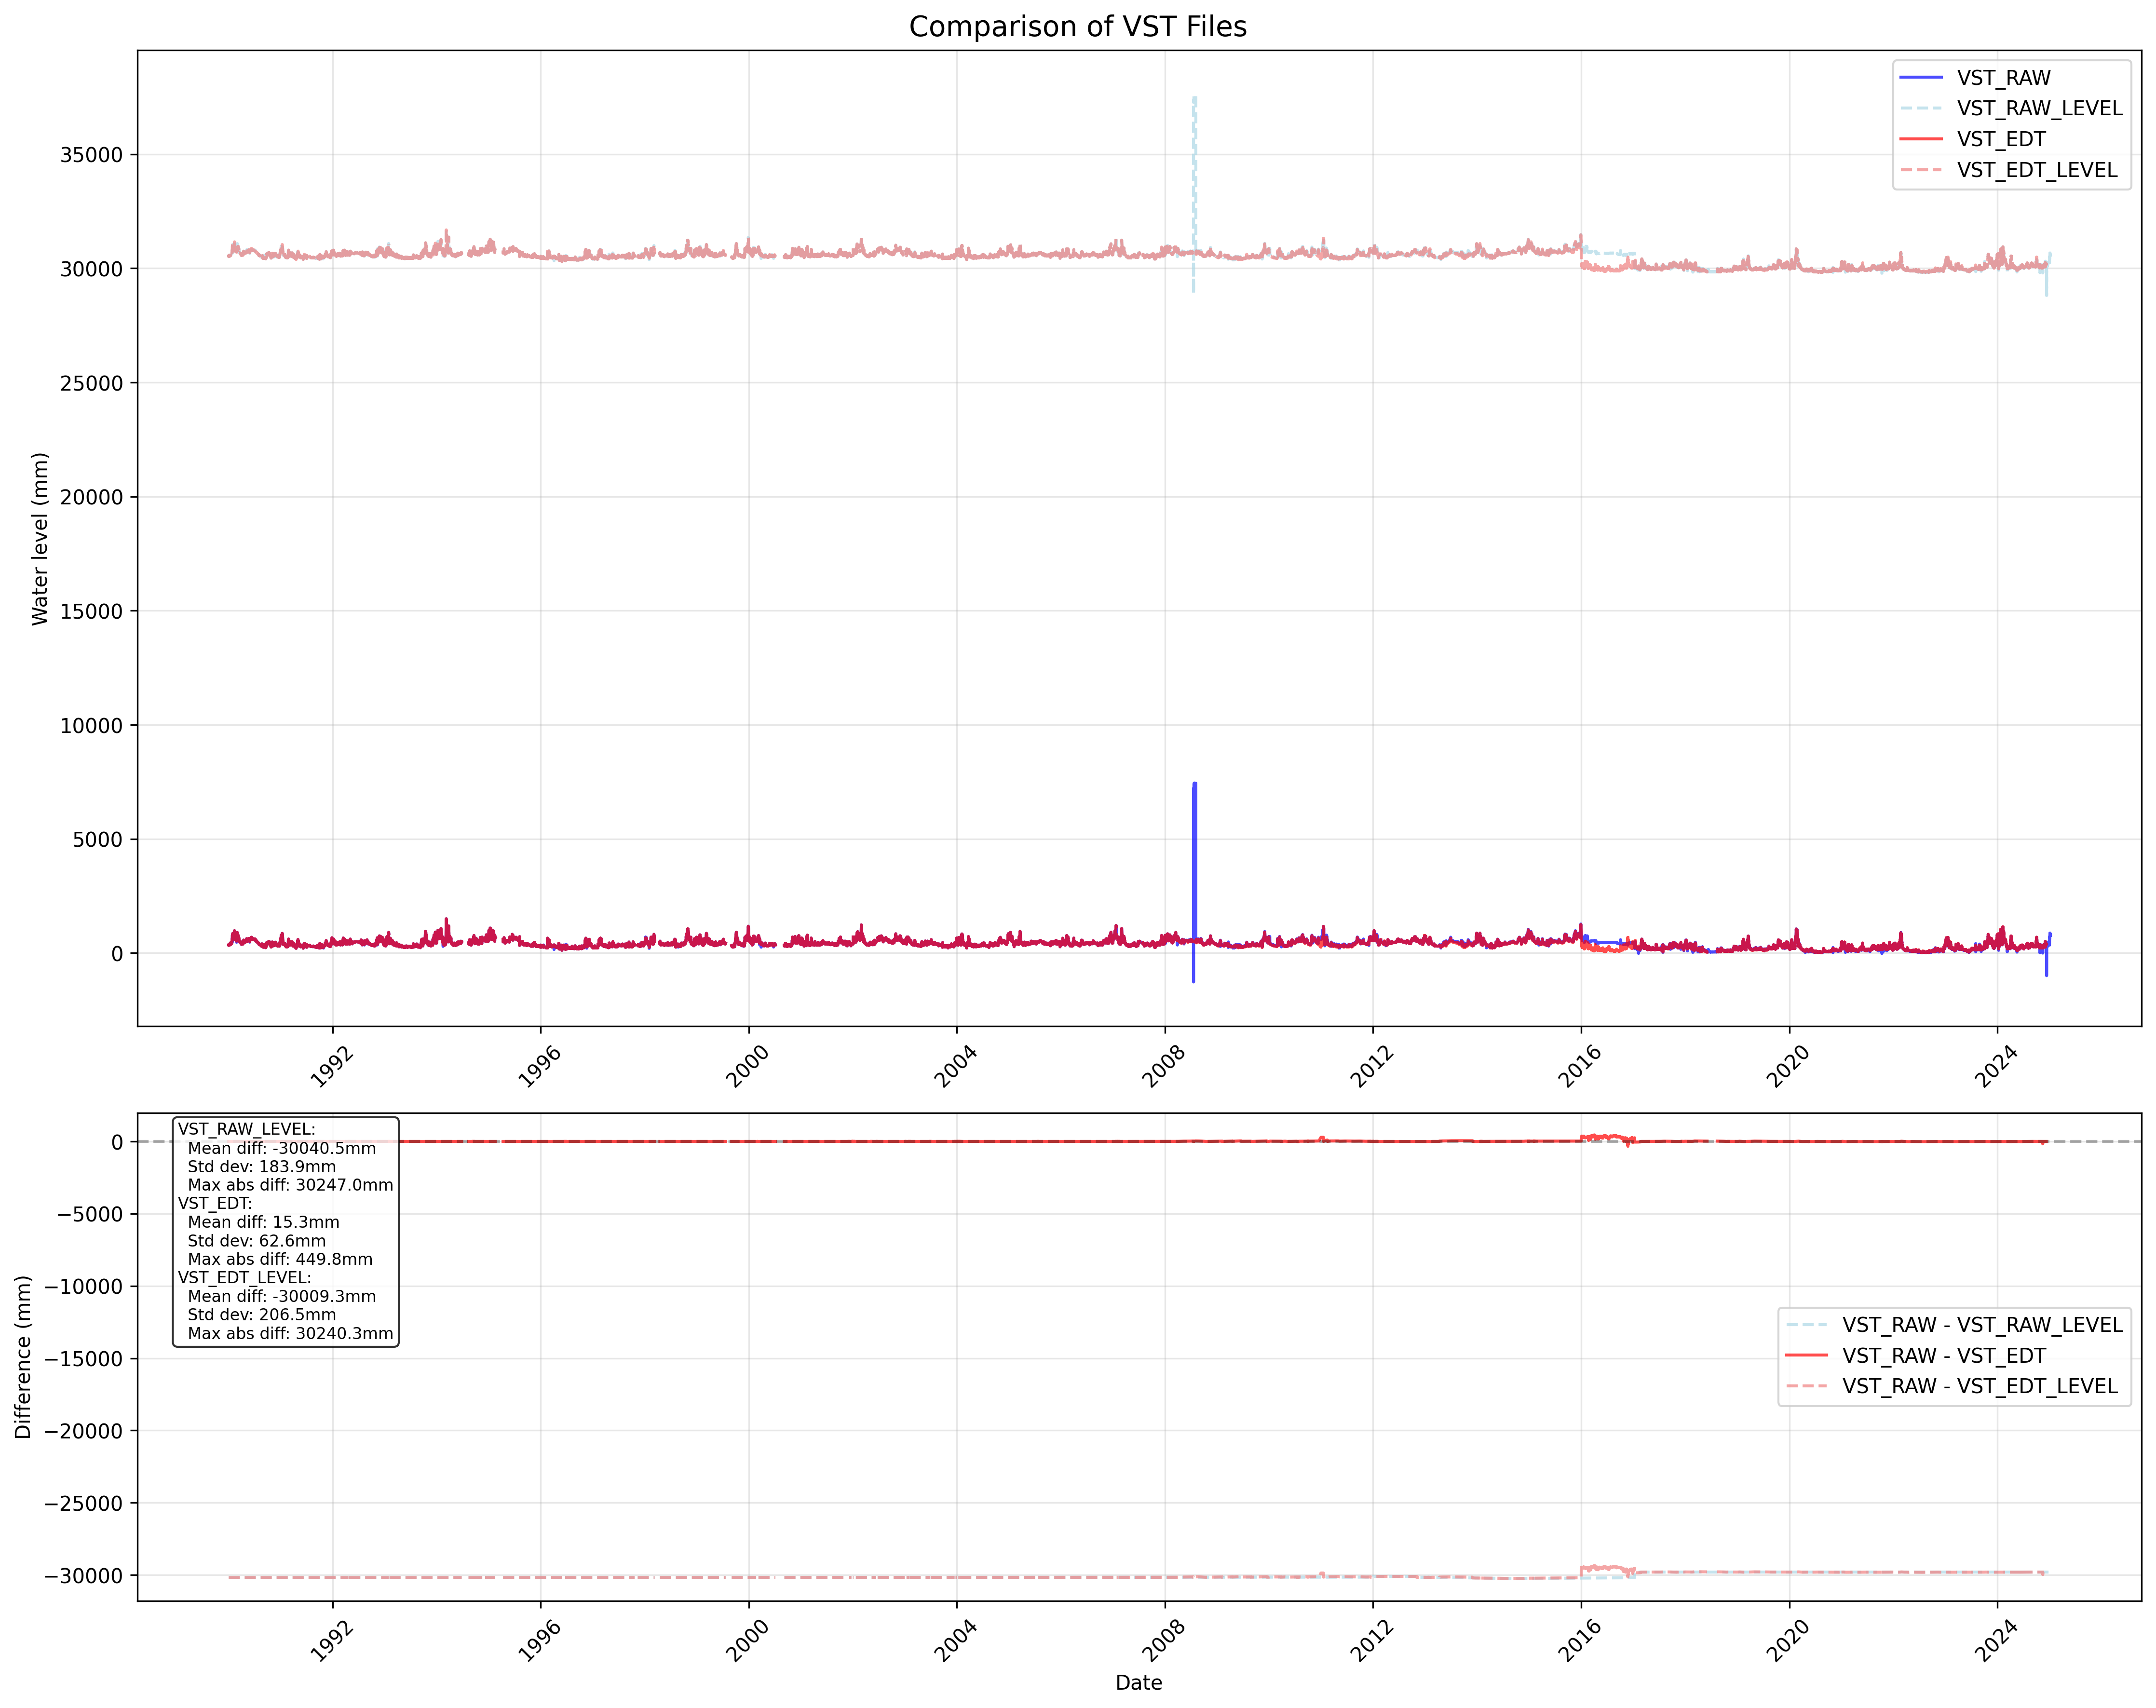 Comparison of VST Files
VST_RAW
VST_RAW_LEVEL
VST_EDT
VST_EDT_LEVEL
Water level (mm)
35000
30000
25000
20000
15000
10000
5000
0
1992
1996
2000
2004
2008
2012
2016
2020
2024
VST_RAW_LEVEL:
Mean diff: -30040.5mm
Std dev: 183.9mm
Max abs diff: 30247.0mm
VST_EDT:
Mean diff: 15.3mm
Std dev: 62.6mm
Max abs diff: 449.8mm
VST_EDT_LEVEL:
Mean diff: -30009.3mm
Std dev: 206.5mm
Max abs diff: 30240.3mm
VST_RAW - VST_RAW_LEVEL
VST_RAW - VST_EDT
VST_RAW - VST_EDT_LEVEL
Difference (mm)
0
−5000
−10000
−15000
−20000
−25000
−30000
1992
1996
2000
2004
2008
2012
2016
2020
2024
Date